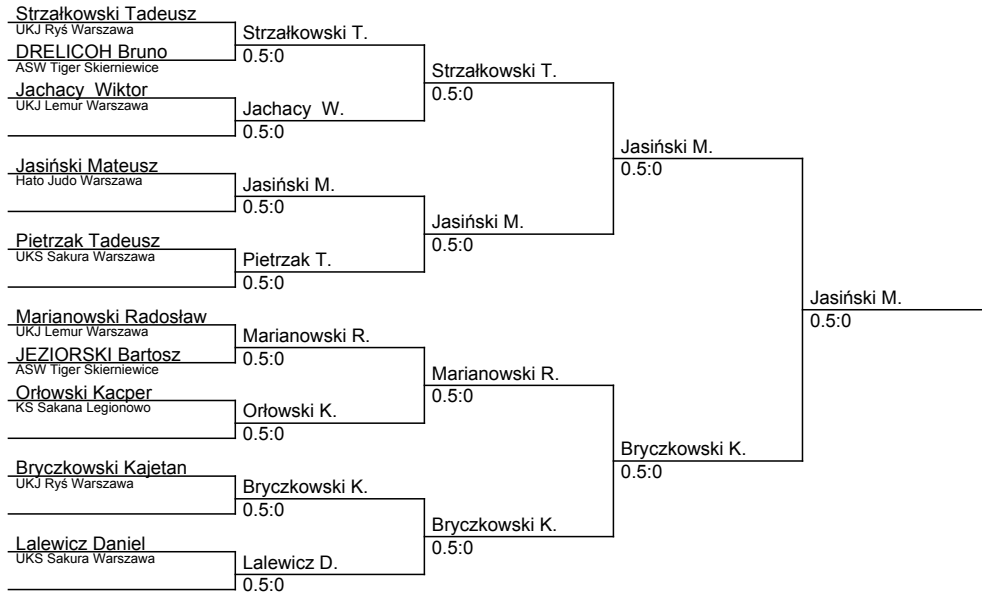 Strzałkowski Tadeusz
UKJ Ryś Warszawa
DRELICOH Bruno
ASW Tiger Skierniewice
Jachacy  Wiktor
UKJ Lemur Warszawa
Jasiński Mateusz
Hato Judo Warszawa
Pietrzak Tadeusz
UKS Sakura Warszawa
Marianowski Radosław
UKJ Lemur Warszawa
JEZIORSKI Bartosz
ASW Tiger Skierniewice
Orłowski Kacper
KS Sakana Legionowo
Bryczkowski Kajetan
UKJ Ryś Warszawa
Lalewicz Daniel
UKS Sakura Warszawa
Strzałkowski T.
0.5:0
Jachacy  W.
0.5:0
Jasiński M.
0.5:0
Pietrzak T.
0.5:0
Marianowski R.
0.5:0
Orłowski K.
0.5:0
Bryczkowski K.
0.5:0
Lalewicz D.
0.5:0
Strzałkowski T.
0.5:0
Jasiński M.
0.5:0
Marianowski R.
0.5:0
Bryczkowski K.
0.5:0
Jasiński M.
0.5:0
Bryczkowski K.
0.5:0
Jasiński M.
0.5:0